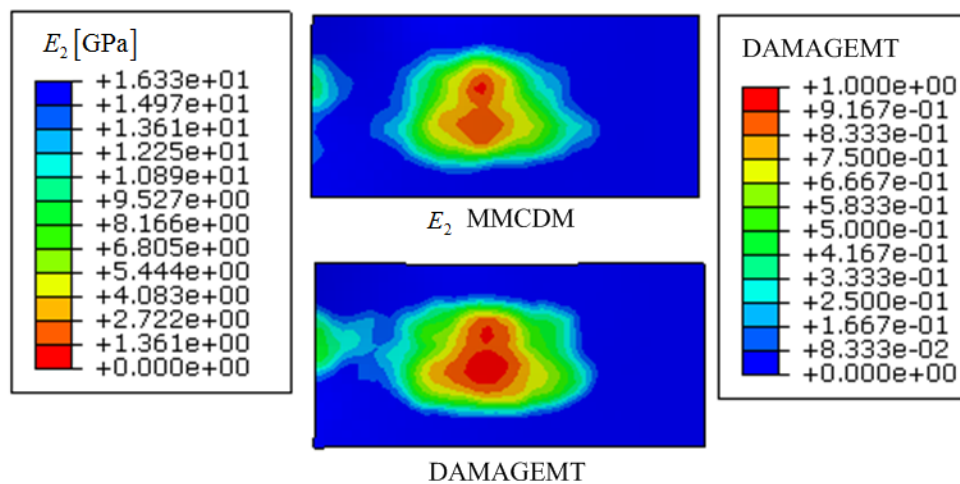 E₂ [GPa]
+1.633e+01
+1.497e+01
+1.361e+01
+1.225e+01
+1.089e+01
+9.527e+00
+8.166e+00
+6.805e+00
+5.444e+00
+4.083e+00
+2.722e+00
+1.361e+00
+0.000e+00
E₂ MMCDM
DAMAGEMT
DAMAGEMT
+1.000e+00
+9.167e-01
+8.333e-01
+7.500e-01
+6.667e-01
+5.833e-01
+5.000e-01
+4.167e-01
+3.333e-01
+2.500e-01
+1.667e-01
+8.333e-02
+0.000e+00